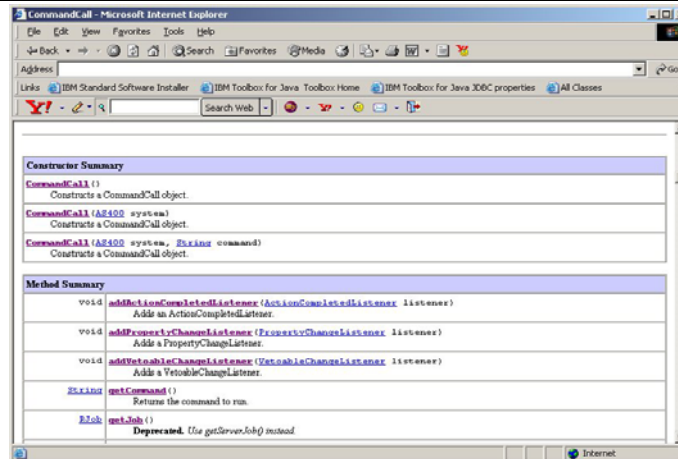 CommandCall - Microsoft Internet Explorer
File Edit View Favorites Tools Help
Back Search Favorites Media
Address Go
Links IBM Standard Software Installer IBM Toolbox for Java Toolbox Home IBM Toolbox for Java JDBC properties All Classes
Y! Search Web
Constructor Summary
CommandCall()
Constructs a CommandCall object.
CommandCall(AS400 system)
Constructs a CommandCall object.
CommandCall(AS400 system, String command)
Constructs a CommandCall object.
Method Summary
void addActionCompletedListener(ActionCompletedListener listener)
Adds an ActionCompletedListener.
void addPropertyChangeListener(PropertyChangeListener listener)
Adds a PropertyChangeListener.
void addVetoableChangeListener(VetoableChangeListener listener)
Adds a VetoableChangeListener.
String getCommand()
Returns the command to run.
RJob getJob()
Deprecated. Use getServerJob() instead.
Internet